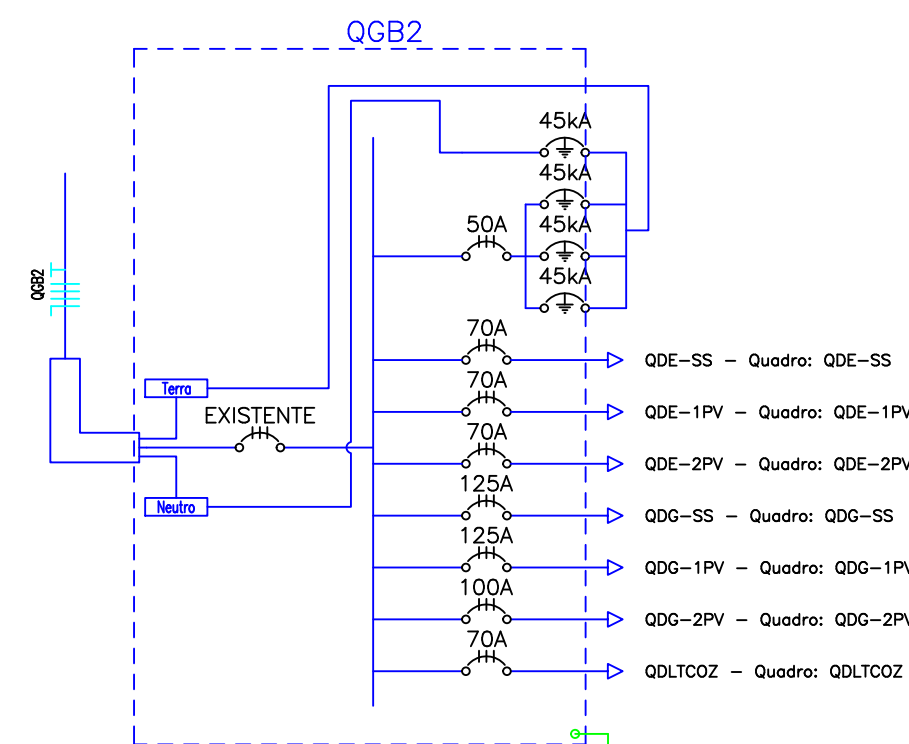 QGB2
45kA
45kA
50A
45kA
45kA
QGB2
70A
QDE-SS - Quadro: QDE-SS
Terra
70A
QDE-1PV - Quadro: QDE-1PV
EXISTENTE
70A
QDE-2PV - Quadro: QDE-2PV
125A
Neutro
QDG-SS - Quadro: QDG-SS
125A
QDG-1PV - Quadro: QDG-1PV
100A
QDG-2PV - Quadro: QDG-2PV
70A
QDLTCOZ - Quadro: QDLTCOZ